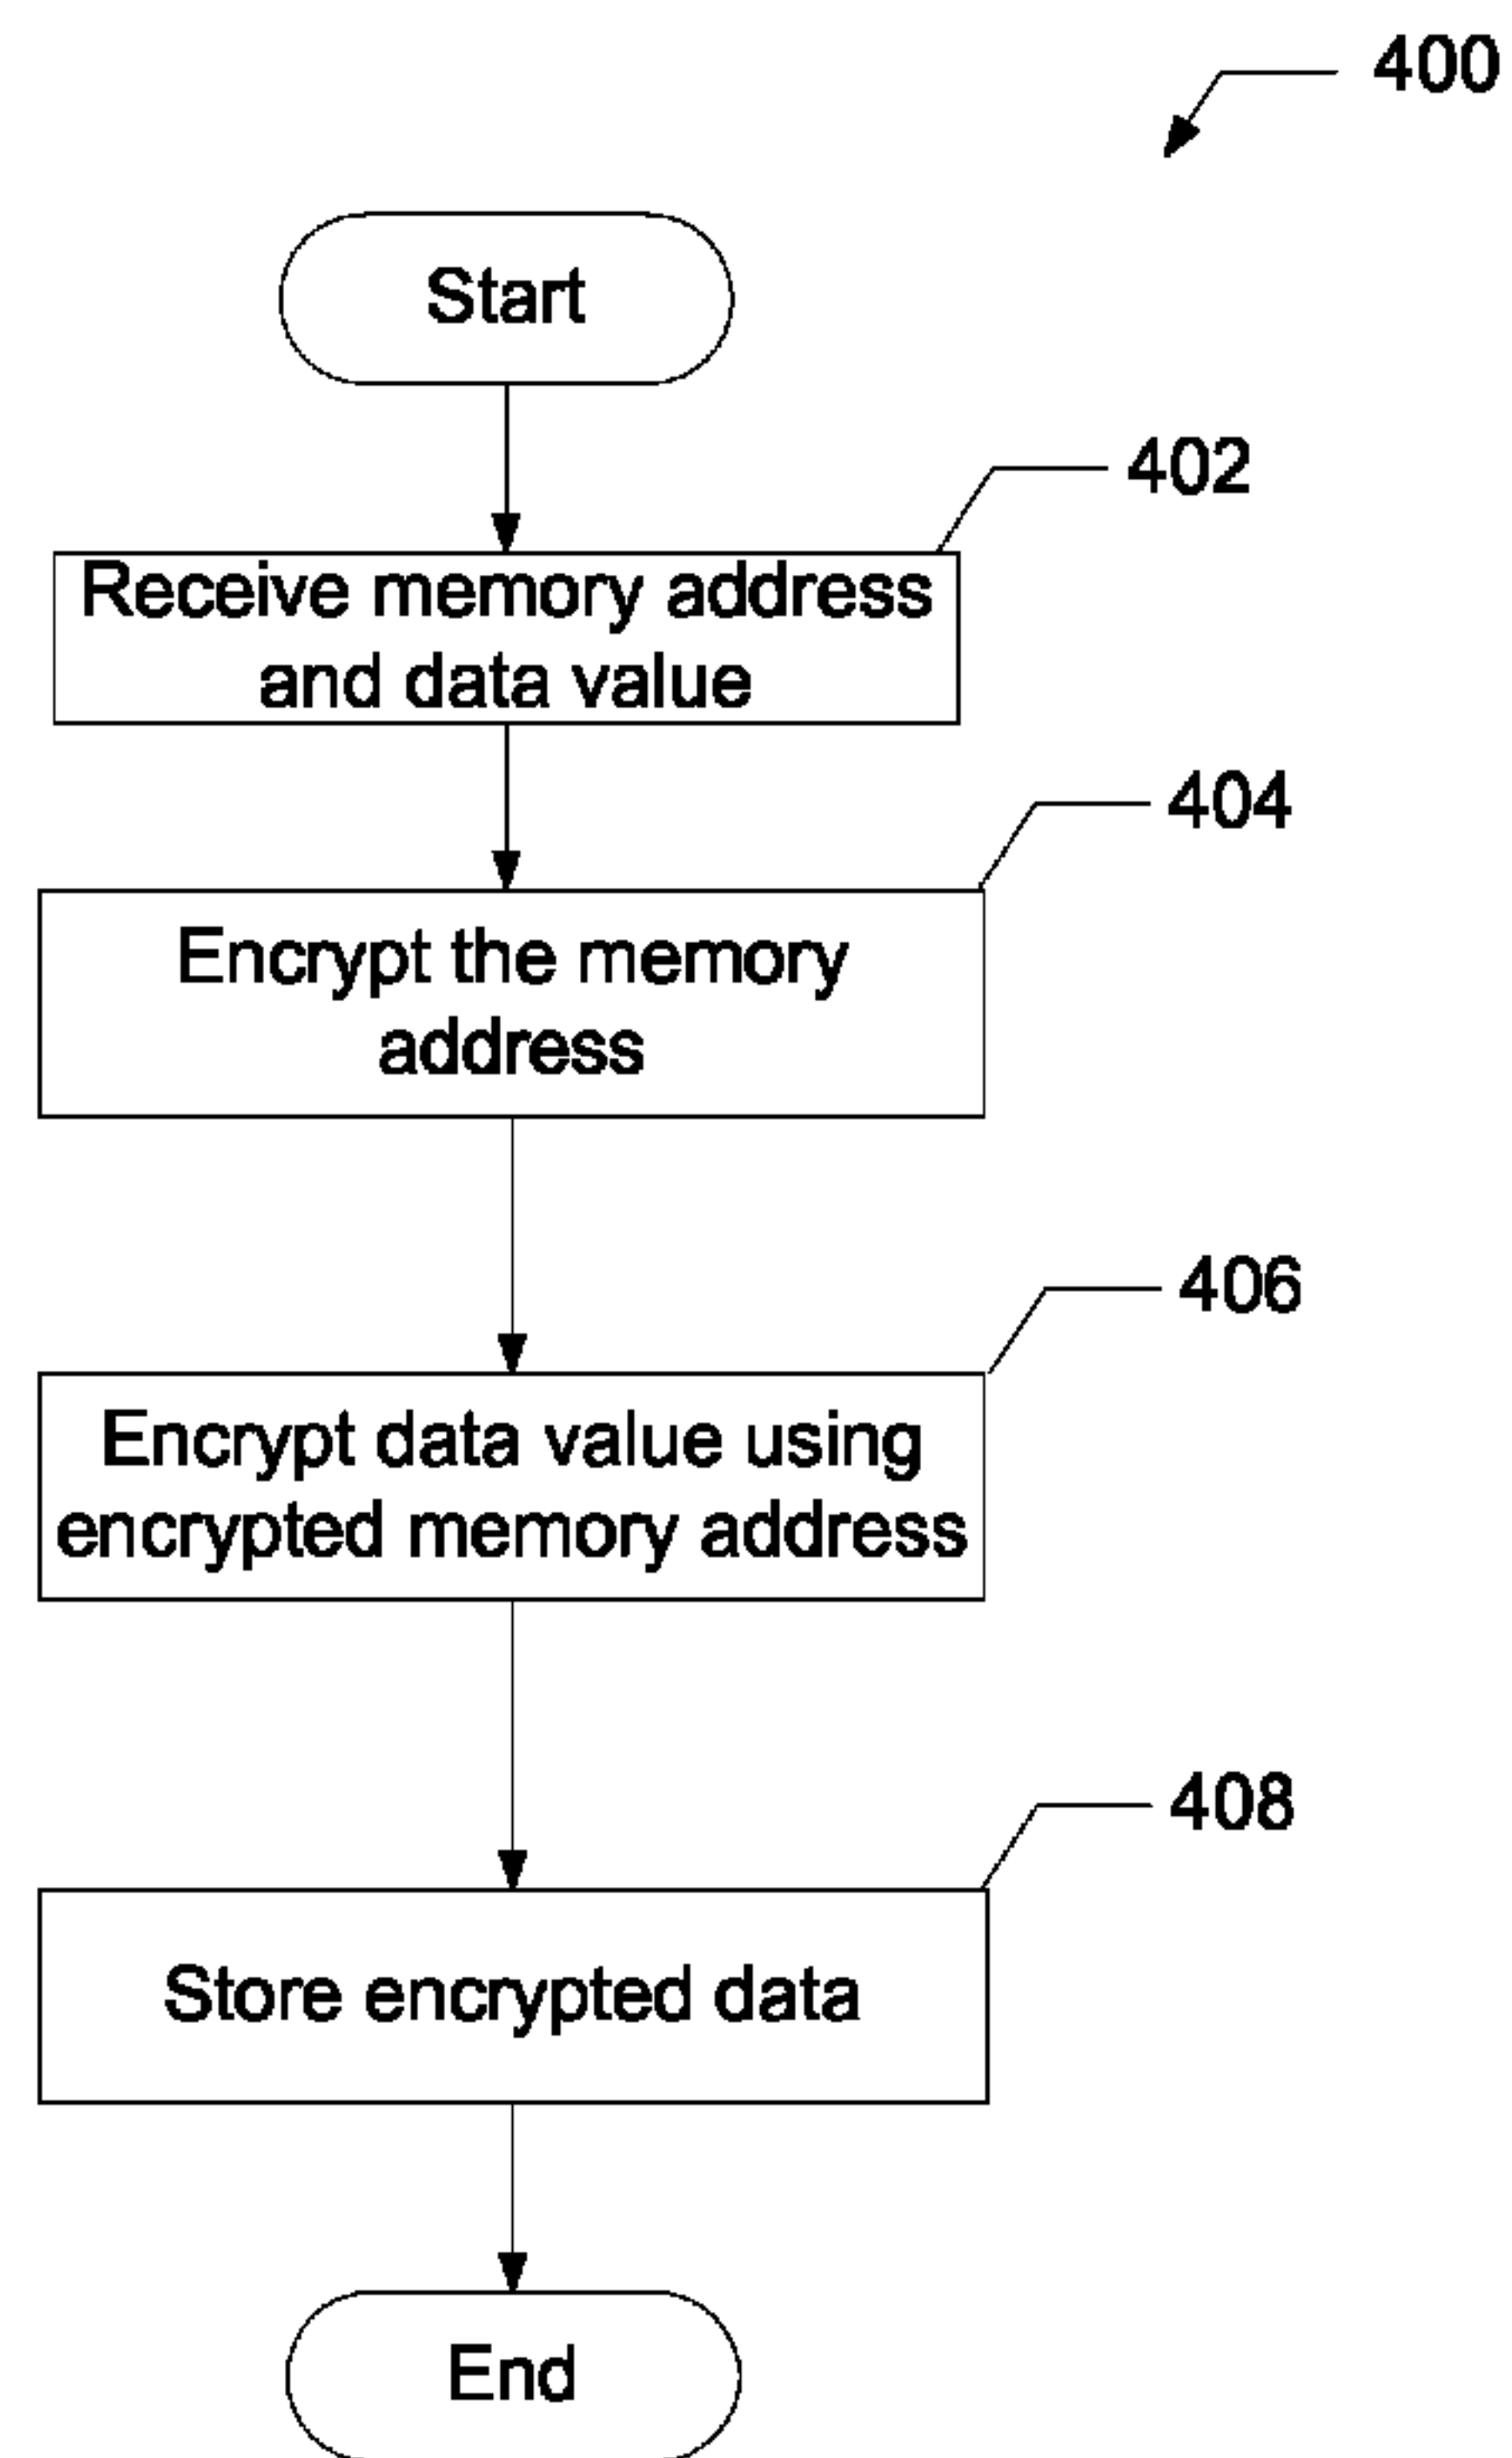 400
Start
402
Receive memory address
and data value
404
Encrypt the memory
address
406
Encrypt data value using
encrypted memory address
408
Store encrypted data
End